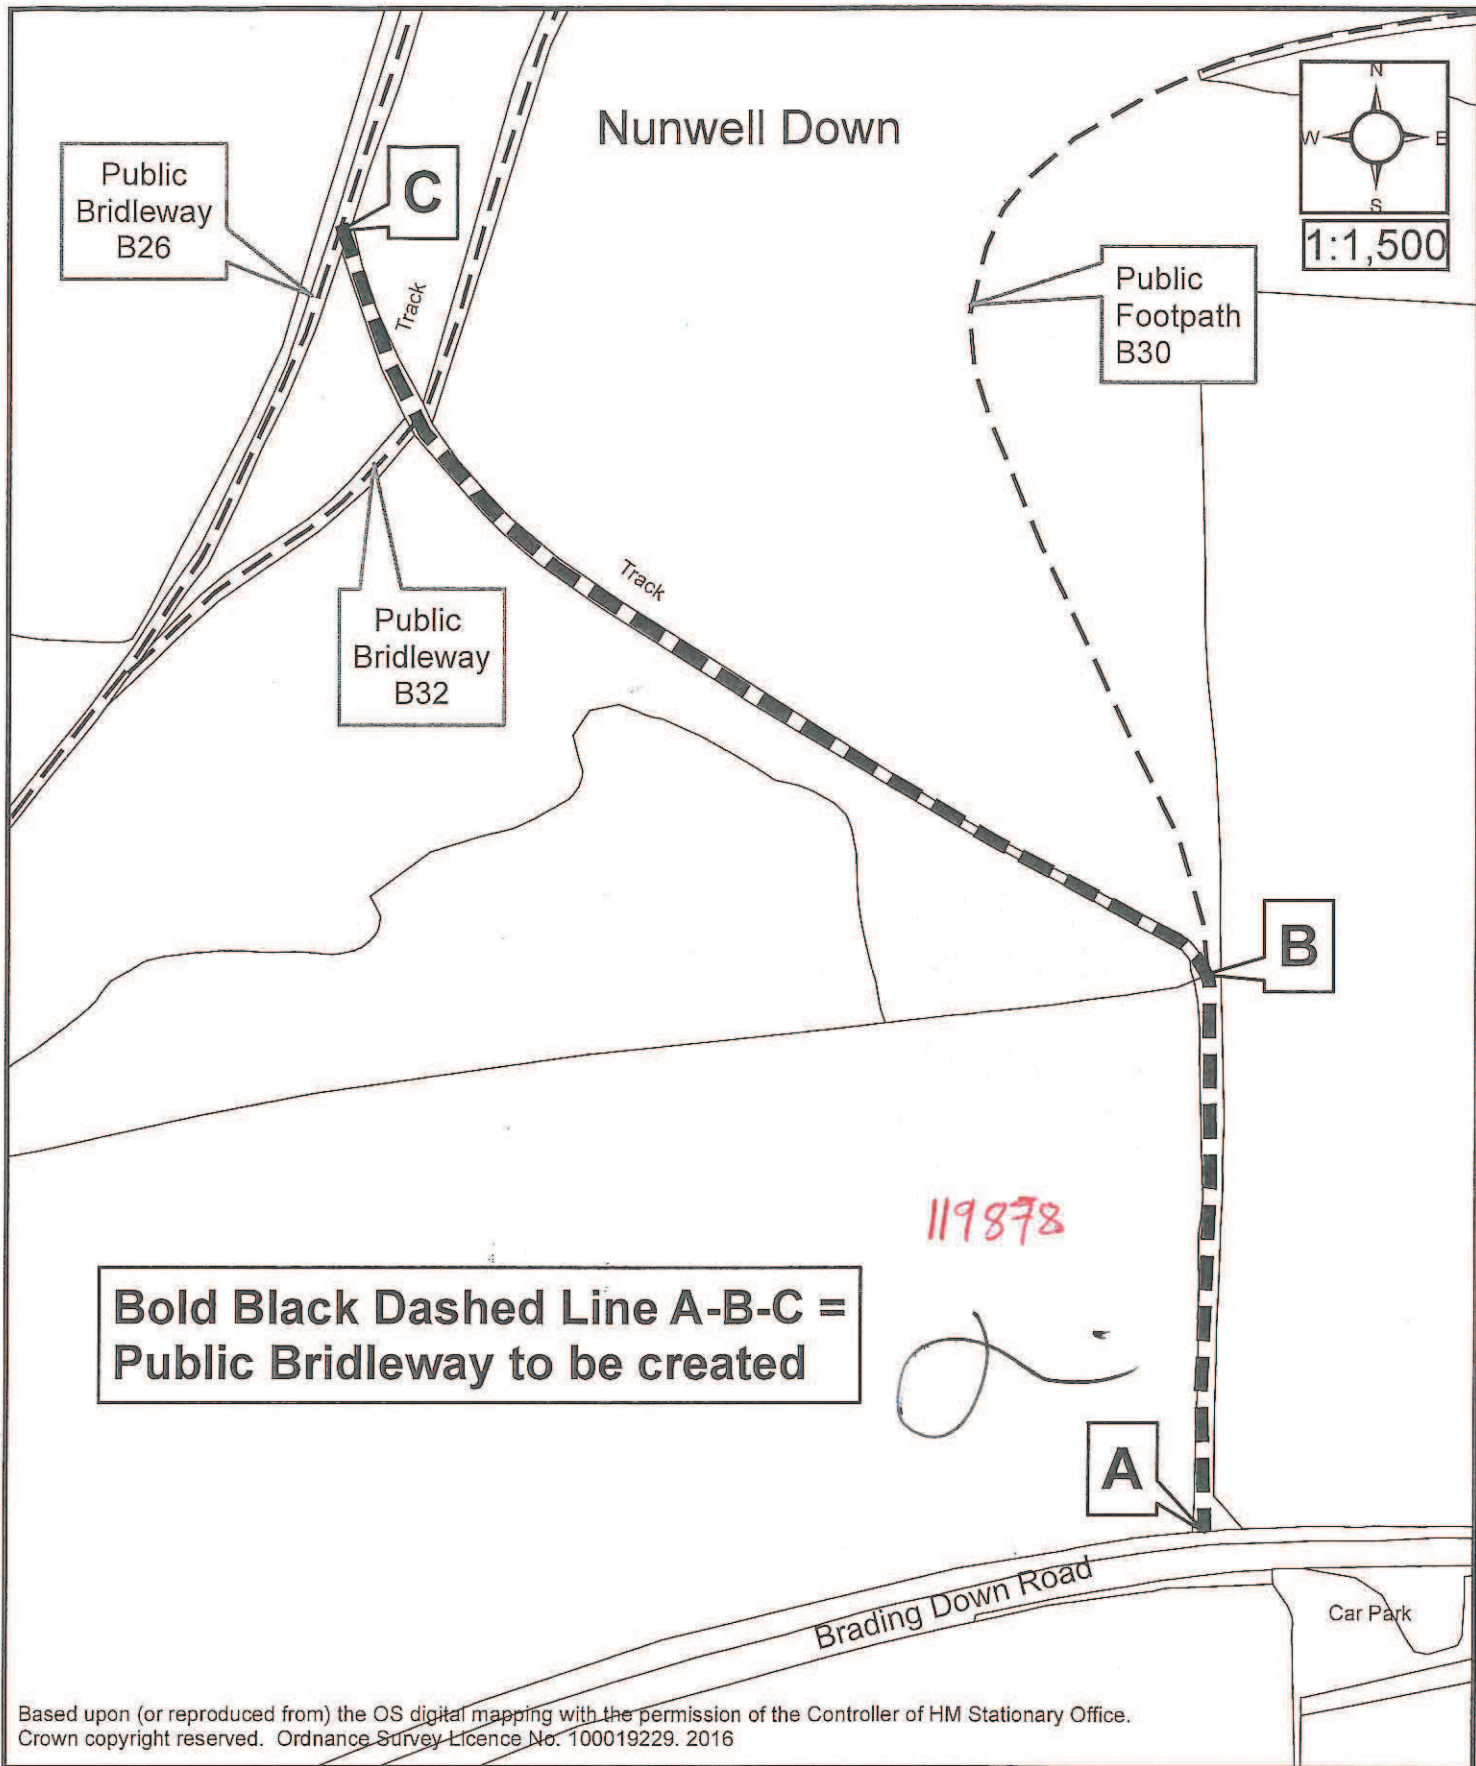 Nunwell Down
N
W
E
S
1:1,500
Public
Bridleway
B26
C
Track
Public
Footpath
B30
Track
Public
Bridleway
B32
B
119878
Bold Black Dashed Line A-B-C =
Public Bridleway to be created
A
Brading Down Road
Car Park
Based upon (or reproduced from) the OS digital mapping with the permission of the Controller of HM Stationary Office.
Crown copyright reserved. Ordnance Survey Licence No. 100019229. 2016